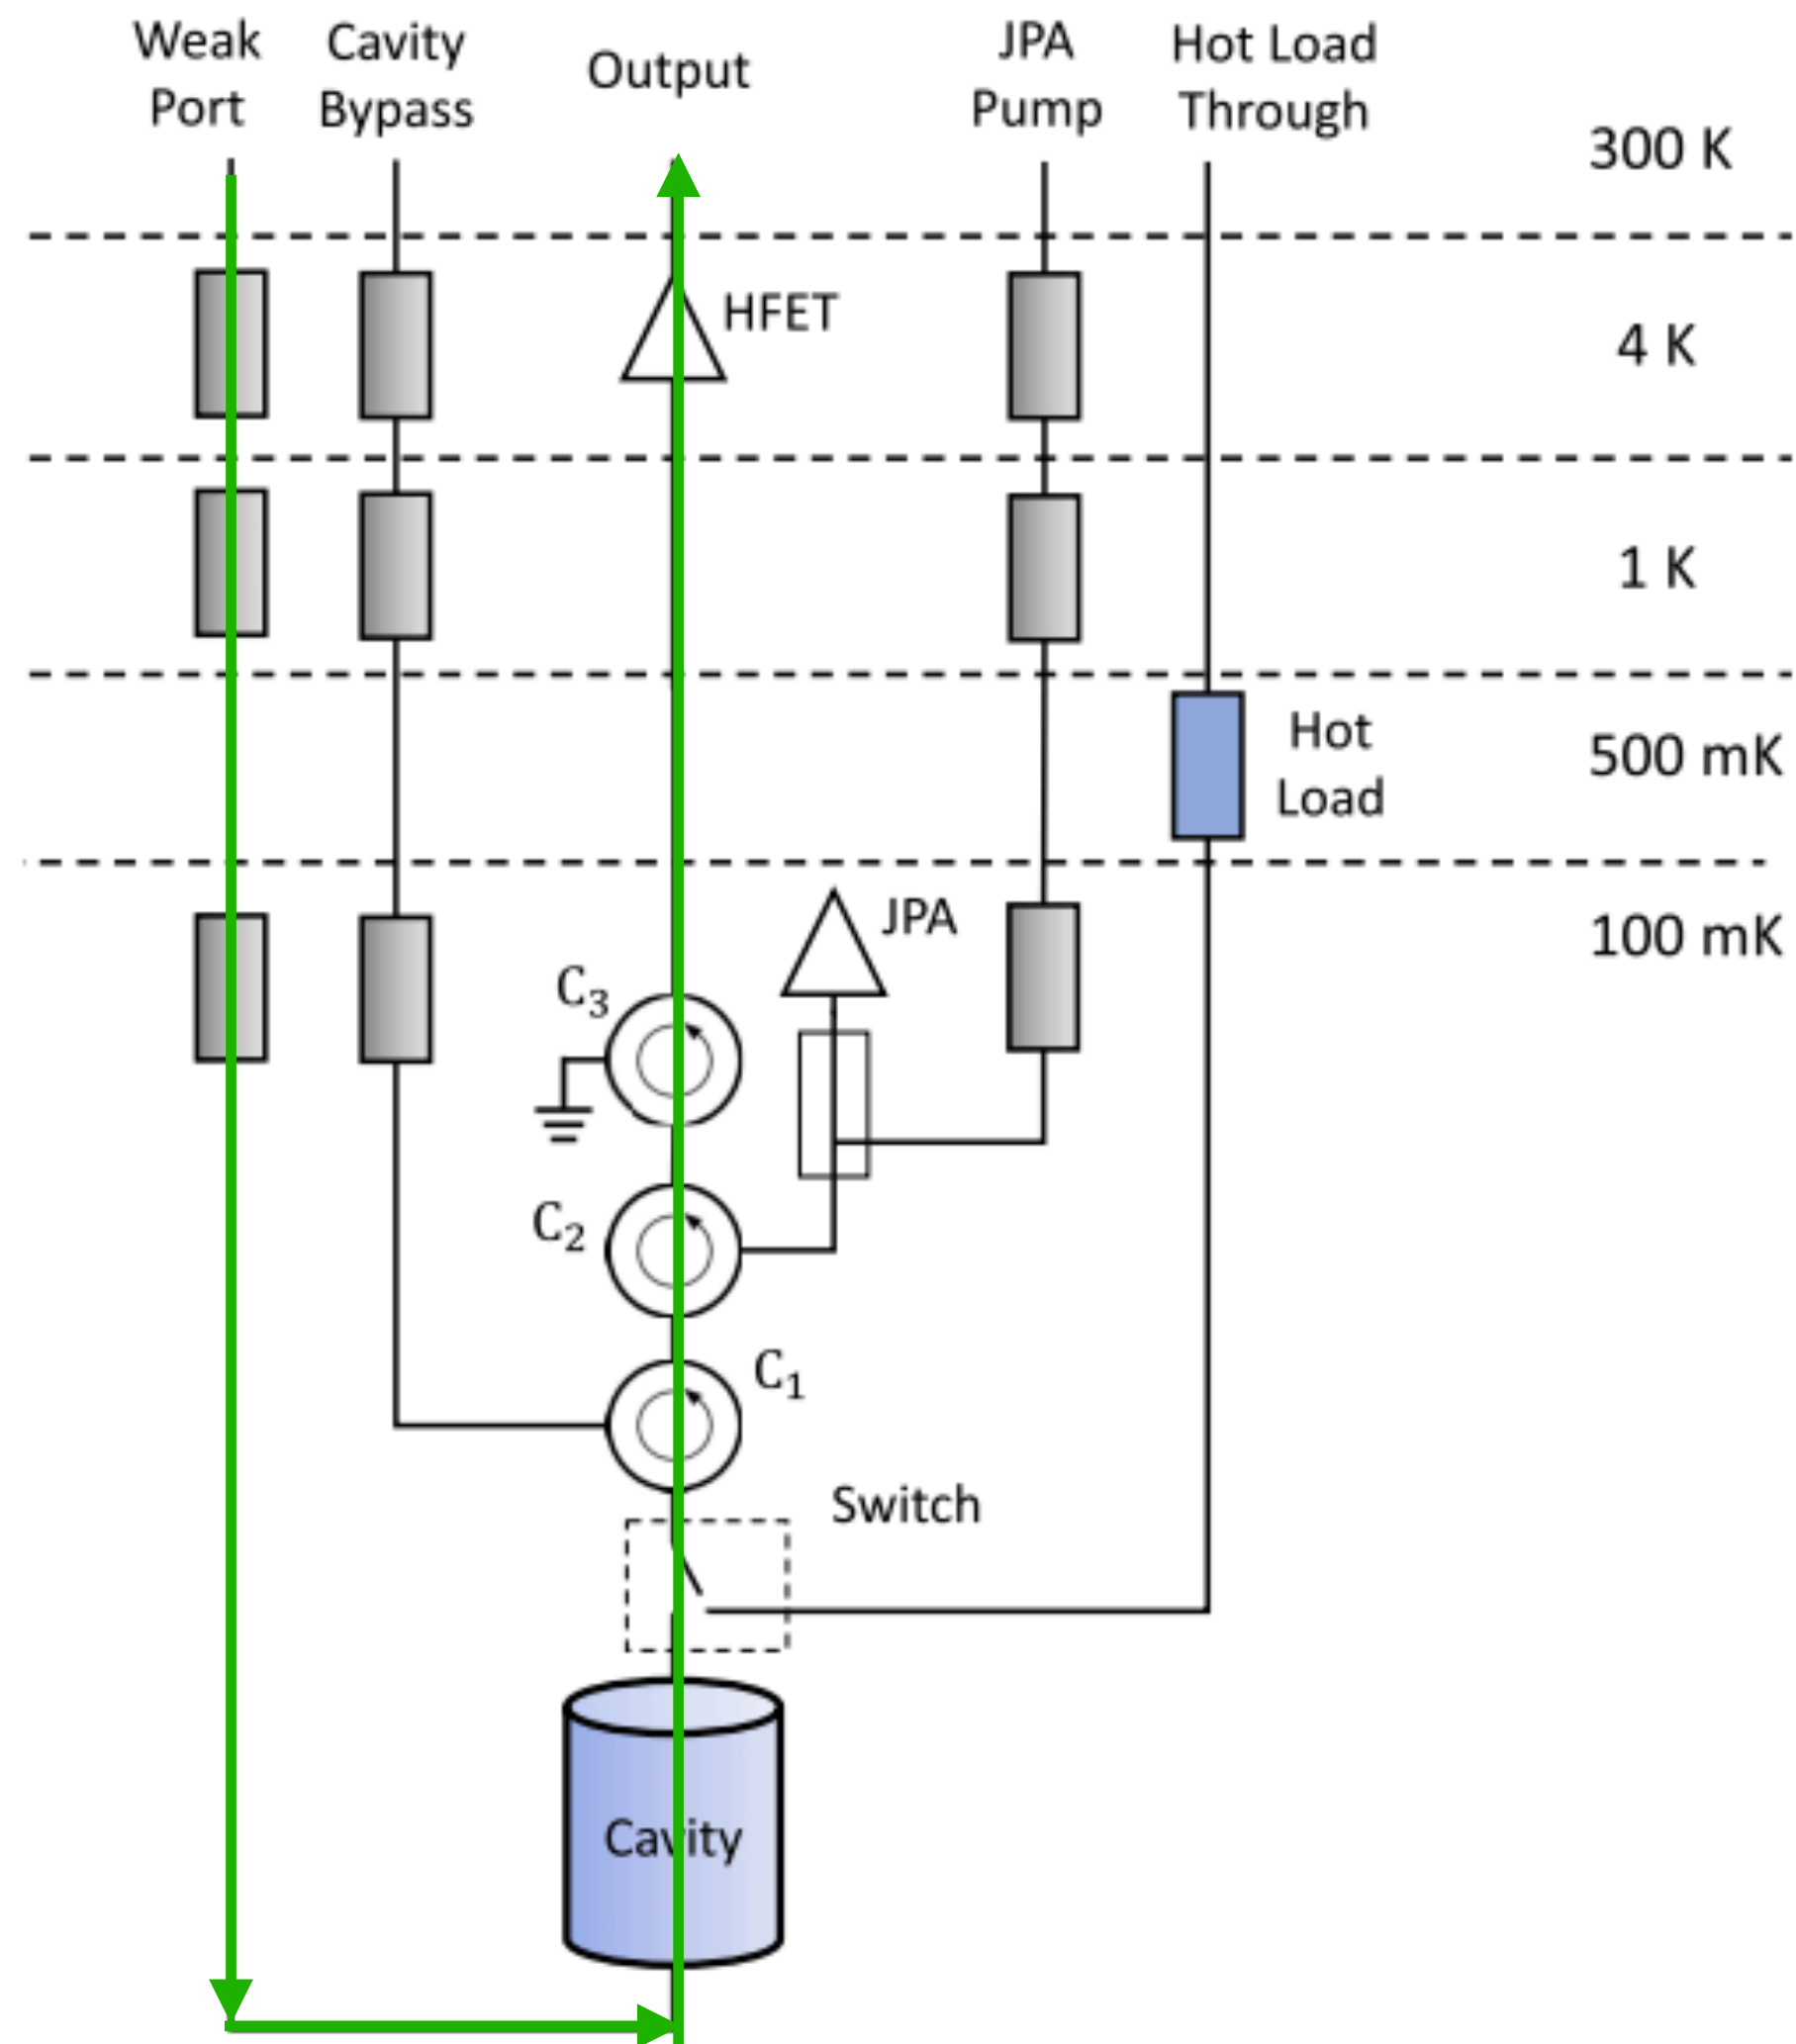 Weak
Port
Cavity
Bypass
Output
JPA
Pump
Hot Load
Through
300 K
HFET
4 K
1 K
Hot
Load
500 mK
JPA
100 mK
C₃
C₂
C₁
Switch
Cavity